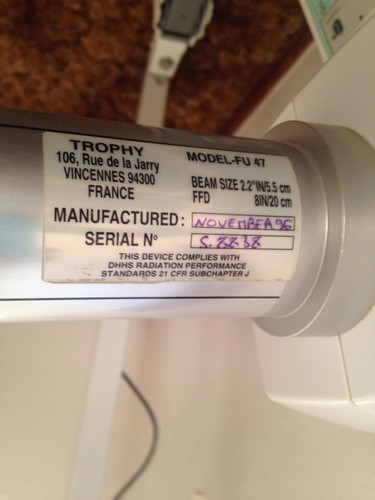 TROPHY
106, Rue de la Jarry
VINCENNES 94300
FRANCE
MODEL-FU 47
BEAM SIZE 2.2"IN/5.5 cm
FFD 8IN/20 cm
MANUFACTURED: NOVEMBER 96
SERIAL Nº
THIS DEVICE COMPLIES WITH
DHHS RADIATION PERFORMANCE
STANDARDS 21 CFR SUBCHAPTER J